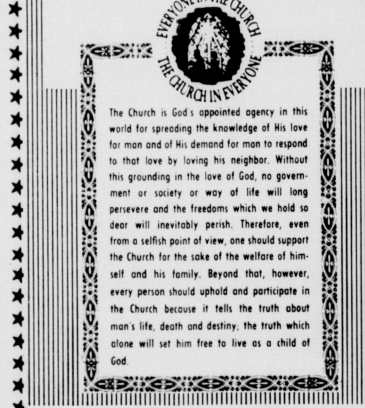 EVERYONE IN THE CHURCH
THE CHURCH IN EVERYONE
The Church is God's appointed agency in this
world for spreading the knowledge of His love
for man and of His demand for man to respond
to that love by loving his neighbor. Without
this grounding in the love of God, no govern-
ment or society or way of life will long
persevere and the freedoms which we hold so
dear will inevitably perish. Therefore, even
from a selfish point of view, one should support
the Church for the sake of the welfare of him-
self and his family. Beyond that, however,
every person should uphold and participate in
the Church because it tells the truth about
man's life, death and destiny; the truth which
alone will set him free to live as a child of
God.